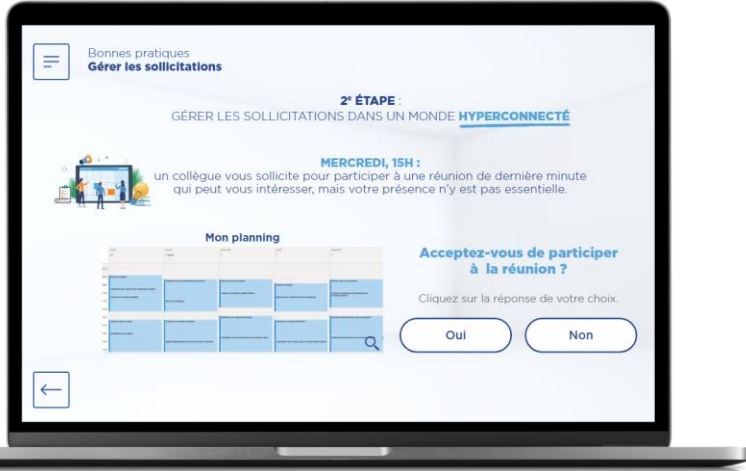 Bonnes pratiques
Gérer les sollicitations
2e ÉTAPE :
GÉRER LES SOLLICITATIONS DANS UN MONDE HYPERCONNECTÉ
MERCREDI, 15H :
un collègue vous sollicite pour participer à une réunion de dernière minute
qui peut vous intéresser, mais votre présence n'y est pas essentielle.
Mon planning
Acceptez-vous de participer
à la réunion ?
Cliquez sur la réponse de votre choix.
Oui
Non